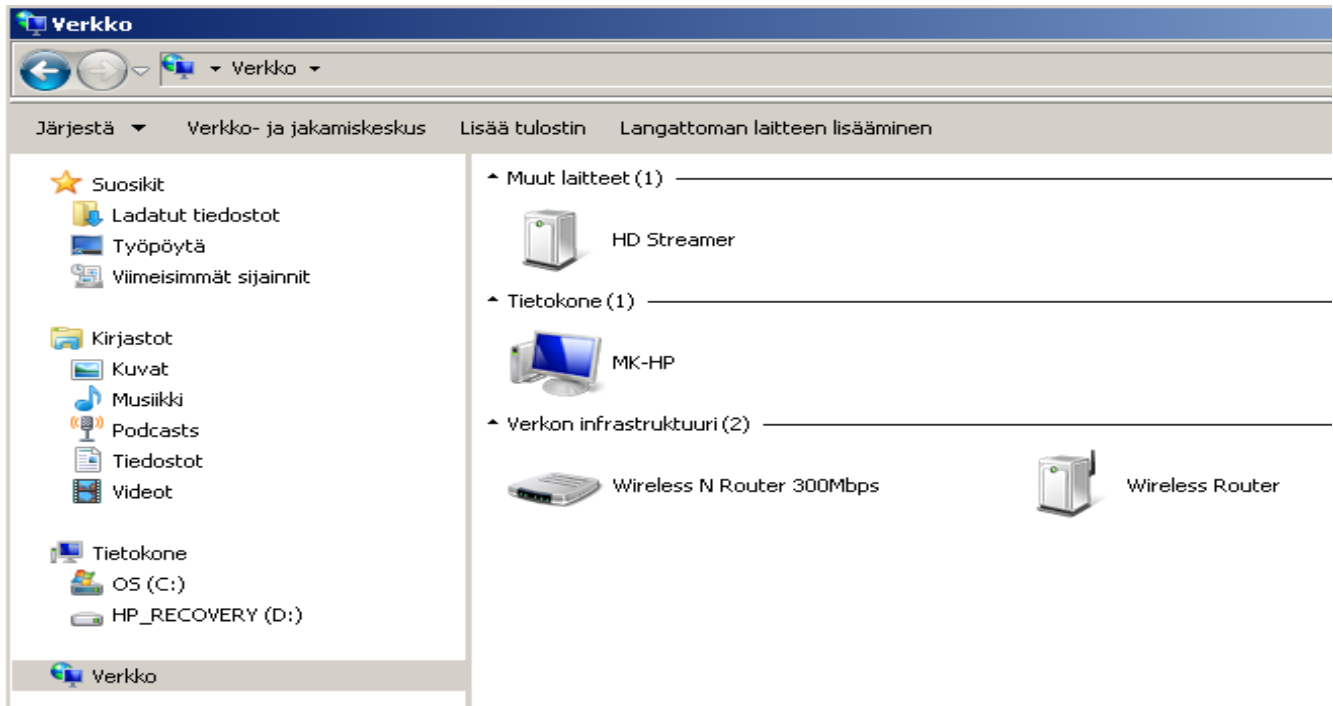 Verkko
Verkko
Järjestä Verkko- ja jakamiskeskus Lisää tulostin Langattoman laitteen lisääminen
Suosikit
Ladatut tiedostot
Työpöytä
Viimeisimmät sijainnit
Kirjastot
Kuvat
Musiikki
Podcasts
Tiedostot
Videot
Tietokone
OS (C:)
HP_RECOVERY (D:)
Verkko
Muut laitteet (1)
HD Streamer
Tietokone (1)
MK-HP
Verkon infrastruktuuri (2)
Wireless N Router 300Mbps Wireless Router